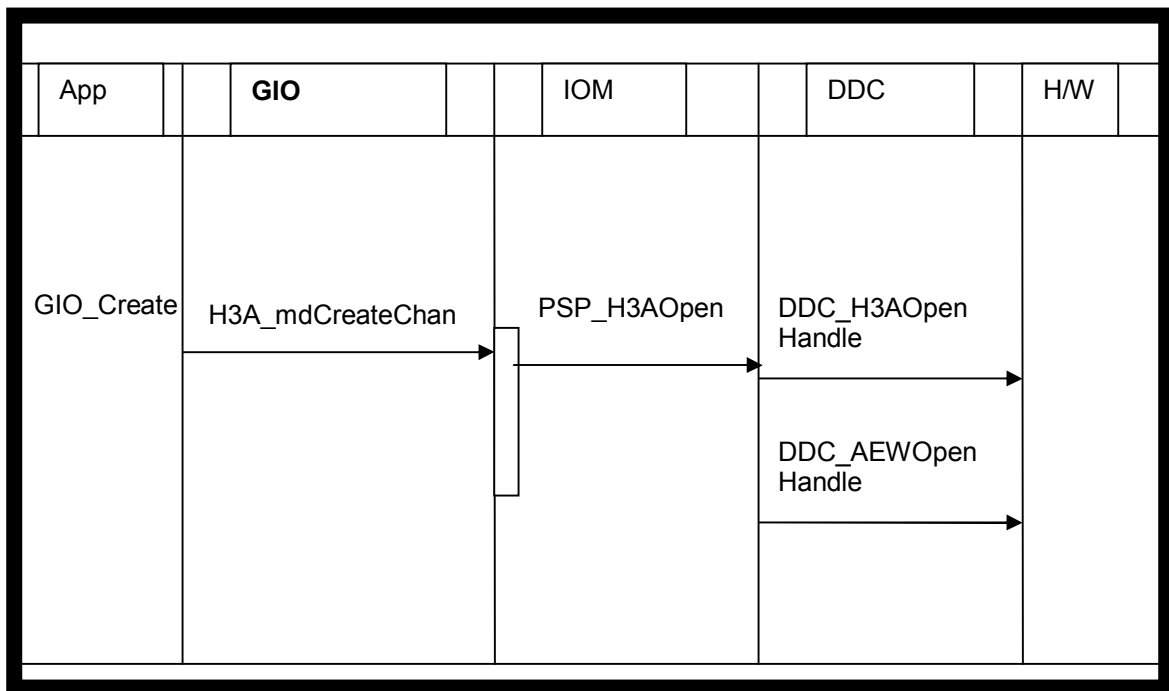 App
GIO
IOM
DDC
H/W
GIO_Create
H3A_mdCreateChan
PSP_H3AOpen
DDC_H3AOpen
Handle
DDC_AEWOpen
Handle